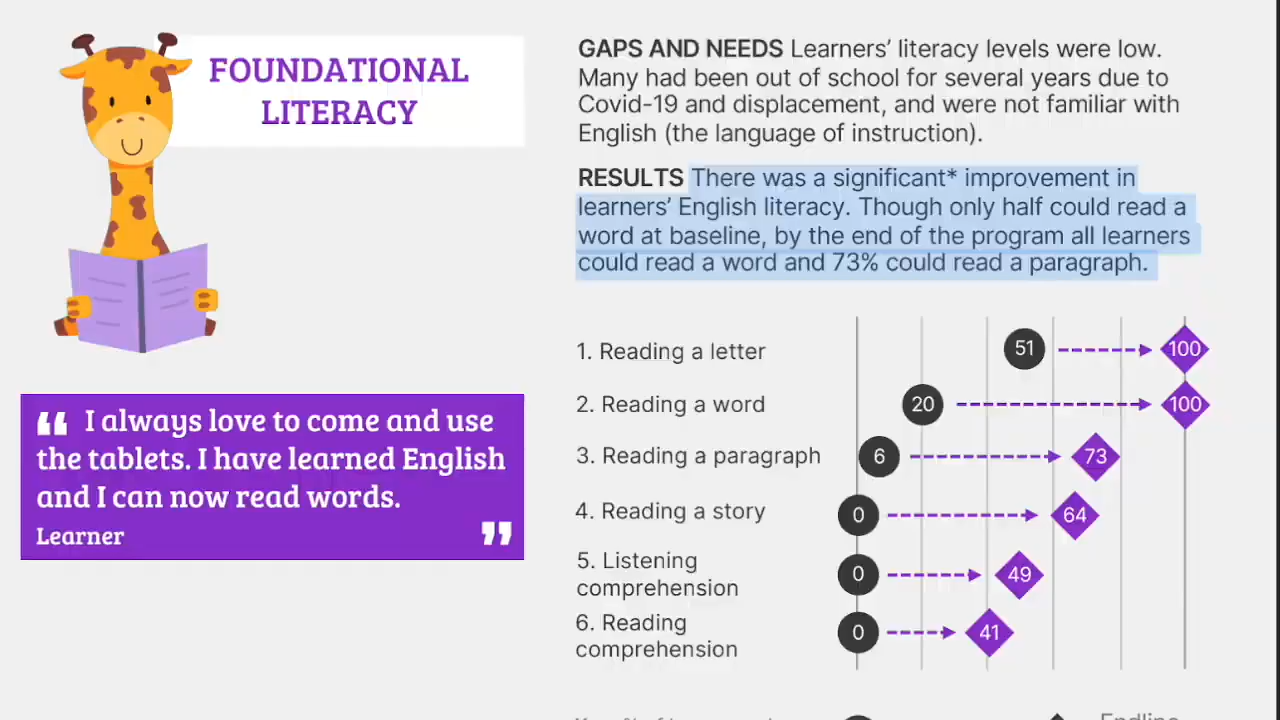 FOUNDATIONAL
LITERACY
GAPS AND NEEDS Learners’ literacy levels were low.
Many had been out of school for several years due to
Covid-19 and displacement, and were not familiar with
English (the language of instruction).
RESULTS There was a significant* improvement in
learners’ English literacy. Though only half could read a
word at baseline, by the end of the program all learners
could read a word and 73% could read a paragraph.
“ I always love to come and use
the tablets. I have learned English
and I can now read words.
Learner ”
1. Reading a letter 51 100
2. Reading a word 20 100
3. Reading a paragraph 6 73
4. Reading a story 0 64
5. Listening
comprehension 0 49
6. Reading
comprehension 0 41
Endline